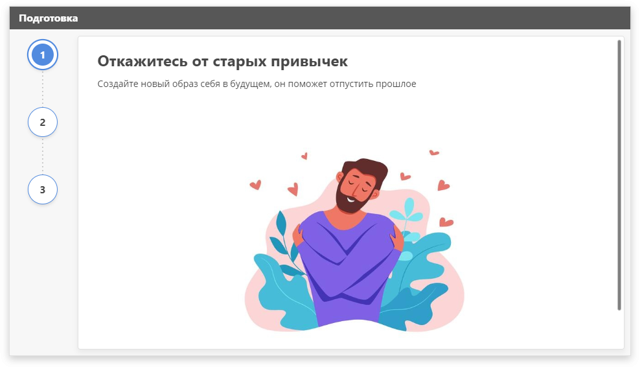 Подготовка
1
Откажитесь от старых привычек
Создайте новый образ себя в будущем, он поможет отпустить прошлое
2
3